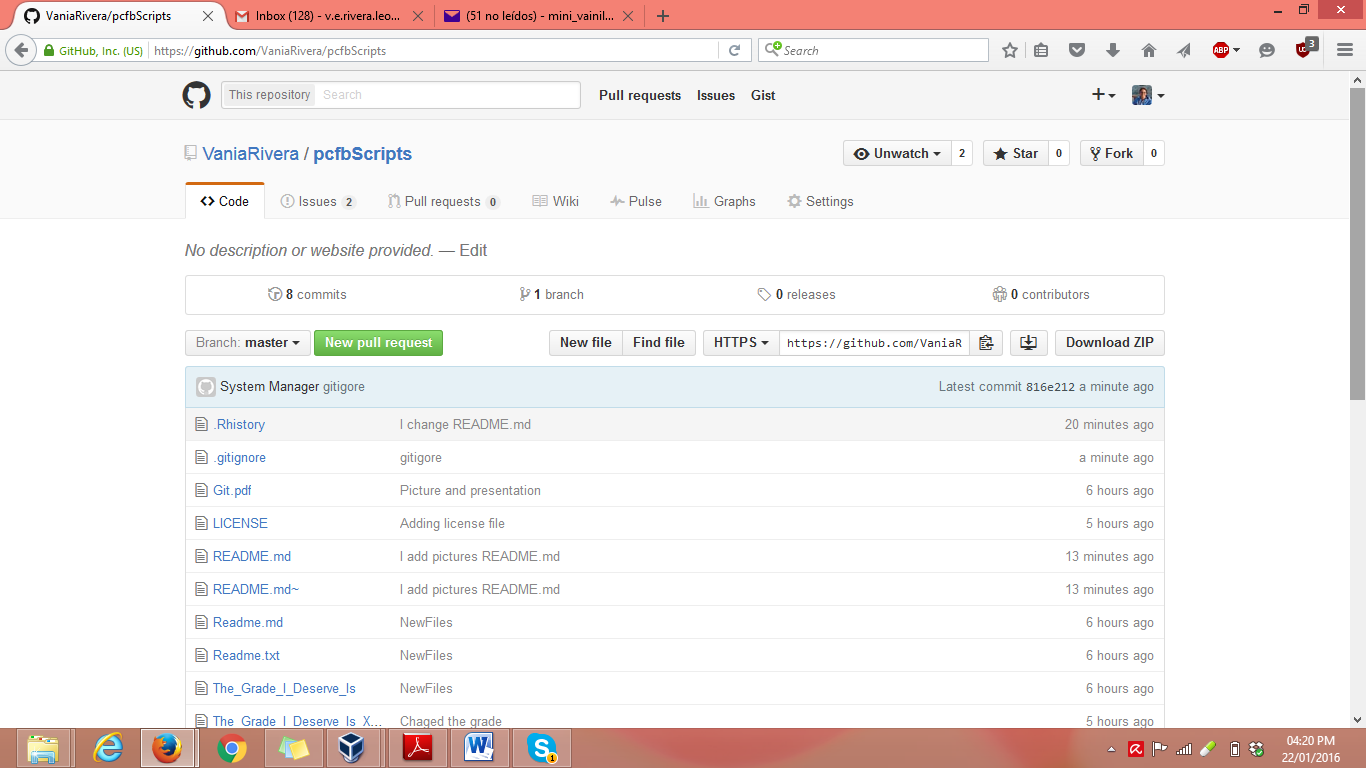 VaniaRivera/pcfbScripts
Inbox (128) - v.e.rivera.leo...
(51 no leídos) - mini_vainil...
GitHub, Inc. (US)
https://github.com/VaniaRivera/pcfbScripts
Search
ABP
3
This repository Search
Pull requests Issues Gist
VaniaRivera / pcfbScripts
Unwatch 2
Star 0
Fork 0
Code
Issues 2
Pull requests 0
Wiki
Pulse
Graphs
Settings
No description or website provided. — Edit
8 commits
1 branch
0 releases
0 contributors
Branch: master
New pull request
New file
Find file
HTTPS
https://github.com/VaniaR
Download ZIP
System Manager gitigore Latest commit 816e212 a minute ago
.Rhistory I change README.md 20 minutes ago
.gitignore gitigore a minute ago
Git.pdf Picture and presentation 6 hours ago
LICENSE Adding license file 5 hours ago
README.md I add pictures README.md 13 minutes ago
README.md~ I add pictures README.md 13 minutes ago
Readme.md NewFiles 6 hours ago
Readme.txt NewFiles 6 hours ago
The_Grade_I_Deserve_Is NewFiles 6 hours ago
The_Grade_I_Deserve_Is_X... Chaged the grade 5 hours ago
1
04:20 PM
22/01/2016